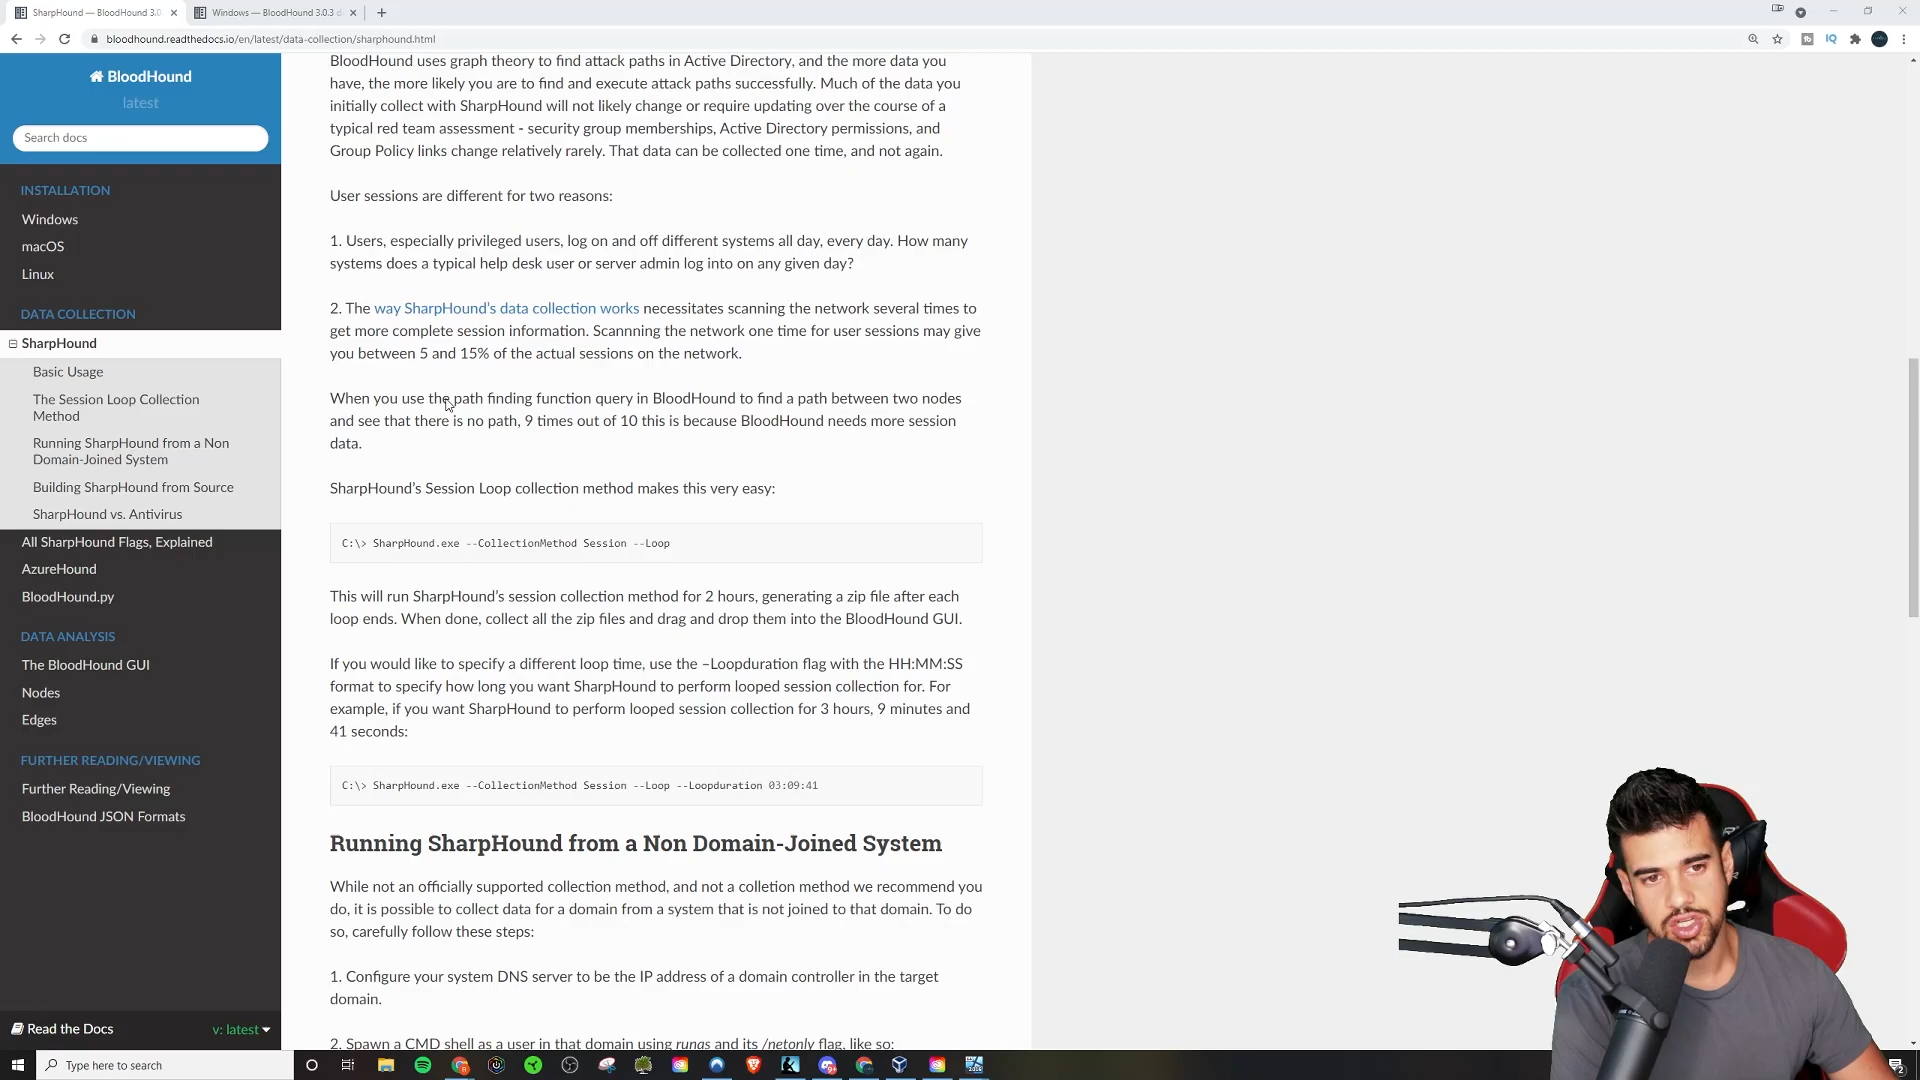 SharpHound — BloodHound 3.0.
Windows — BloodHound 3.0.3 d
bloodhound.readthedocs.io/en/latest/data-collection/sharphound.html
BloodHound
latest
Search docs
INSTALLATION
Windows
macOS
Linux
DATA COLLECTION
SharpHound
Basic Usage
The Session Loop Collection
Method
Running SharpHound from a Non
Domain-Joined System
Building SharpHound from Source
SharpHound vs. Antivirus
All SharpHound Flags, Explained
AzureHound
BloodHound.py
DATA ANALYSIS
The BloodHound GUI
Nodes
Edges
FURTHER READING/VIEWING
Further Reading/Viewing
BloodHound JSON Formats
Read the Docs
v: latest
BloodHound uses graph theory to find attack paths in Active Directory, and the more data you
have, the more likely you are to find and execute attack paths successfully. Much of the data you
initially collect with SharpHound will not likely change or require updating over the course of a
typical red team assessment - security group memberships, Active Directory permissions, and
Group Policy links change relatively rarely. That data can be collected one time, and not again.
User sessions are different for two reasons:
1. Users, especially privileged users, log on and off different systems all day, every day. How many
systems does a typical help desk user or server admin log into on any given day?
2. The way SharpHound's data collection works necessitates scanning the network several times to
get more complete session information. Scannning the network one time for user sessions may give
you between 5 and 15% of the actual sessions on the network.
When you use the path finding function query in BloodHound to find a path between two nodes
and see that there is no path, 9 times out of 10 this is because BloodHound needs more session
data.
SharpHound's Session Loop collection method makes this very easy:
C:\> SharpHound.exe --CollectionMethod Session --Loop
This will run SharpHound's session collection method for 2 hours, generating a zip file after each
loop ends. When done, collect all the zip files and drag and drop them into the BloodHound GUI.
If you would like to specify a different loop time, use the –Loopduration flag with the HH:MM:SS
format to specify how long you want SharpHound to perform looped session collection for. For
example, if you want SharpHound to perform looped session collection for 3 hours, 9 minutes and
41 seconds:
C:\> SharpHound.exe --CollectionMethod Session --Loop --Loopduration 03:09:41
Running SharpHound from a Non Domain-Joined System
While not an officially supported collection method, and not a colletion method we recommend you
do, it is possible to collect data for a domain from a system that is not joined to that domain. To do
so, carefully follow these steps:
1. Configure your system DNS server to be the IP address of a domain controller in the target
domain.
2. Spawn a CMD shell as a user in that domain using runas and its /netonly flag, like so:
Type here to search